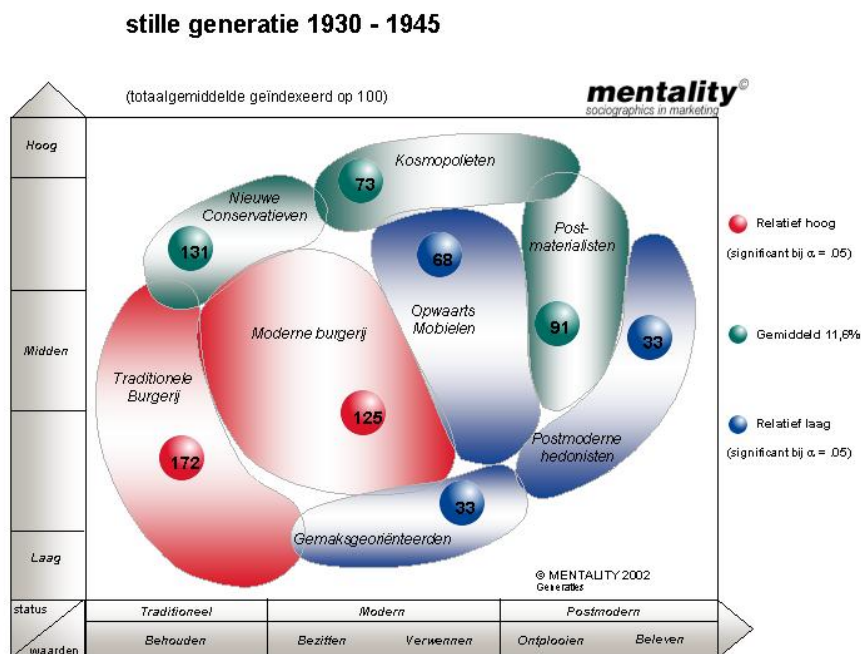 stille generatie 1930 - 1945
(totaalgemiddelde geïndexeerd op 100)
mentality©
sociographics in marketing
Hoog
Midden
Laag
Kosmopolieten
73
Nieuwe
Conservatieven
131
Post-
materialisten
91
68
Opwaarts
Mobielen
33
Moderne burgerij
125
Traditionele
Burgerij
172
Postmoderne
hedonisten
33
Gemaksgeoriënteerden
Relatief hoog
(significant bij α = .05)
Gemiddeld 11,6%
Relatief laag
(significant bij α = .05)
© MENTALITY 2002
Generaties
status
waarden
Traditioneel
Modern
Postmodern
Behouden
Bezitten
Verwennen
Ontplooien
Beleven